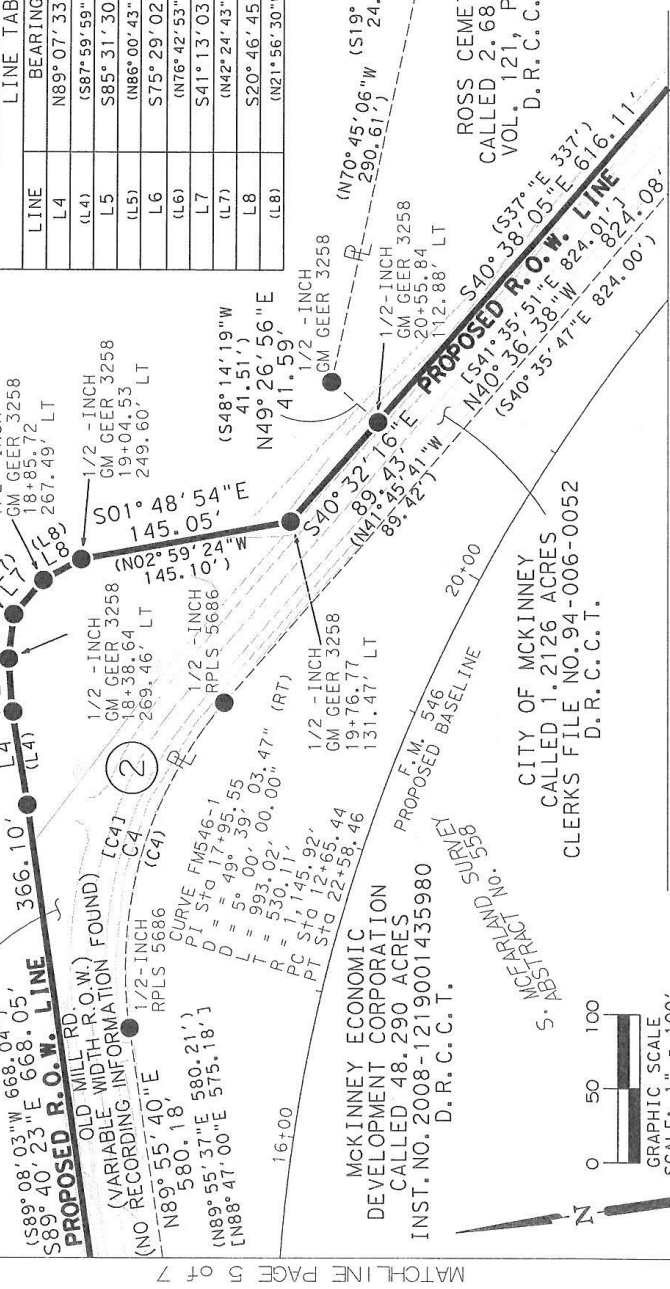 LINE TAB
LINE BEARING
L4 N89°07'33
(L4) (S87°59'59"
L5 S85°31'30
(L5) (N86°00'43"
L6 S75°29'02
(L6) (N76°42'53"
L7 S41°13'03
(L7) (N42°24'43"
L8 S20°46'45
(L8) (N21°56'30"
(S19°
24.
ROSS CEMET
CALLED 2.68
VOL. 121, P
D.R.C.C.
(N70°45'06"W
290.61')
1/2 -INCH
GM GEER 3258
(S48°14'19"W
41.51')
N49°26'56"E
41.59'
1/2-INCH
GM GEER 3258
20+55.84
112.88' LT
(S37° "E 337')
S40°38'05"E 616.11'
PROPOSED R.O.W. LINE
[S41°35'51"E 824.01']
N40°36'38"W 824.08'
(S40°35'47"E 824.00')
GM GEER 3258
18+85.72
267.49' LT
1/2 -INCH
GM GEER 3258
19+04.53
249.60' LT
L7
L8
(L8)
S01°48'54"E
145.05'
(N02°59'24"W
145.10')
S40°32'16"E
89.43'
(N41°45'41"W
89.42')
1/2 -INCH
GM GEER 3258
18+38.64
269.46' LT
1/2 -INCH
RPLS 5686
1/2 -INCH
GM GEER 3258
19+76.77
131.47' LT
L4
(L4)
366.10'
(S89°08'03"W 668.04')
S89°40'23"E 668.05'
PROPOSED R.O.W. LINE
OLD MILL RD.
(VARIABLE WIDTH R.O.W.)
(NO RECORDING INFORMATION FOUND)
2
[C4]
C4
(C4)
1/2-INCH
RPLS 5686
N89°55'40"E
580.18'
(N89°55'37"E 580.21')
[N88°47'00"E 575.18']
CURVE FM546-1
PI Sta 17+95.55
D = 49° 39' 03.47" (RT)
D = 5° 00' 00.00"
L = 993.02'
T = 530.11'
R = 1,145.92'
PC Sta 12+65.44
PT Sta 22+58.46
16+00
20+00
F.M. 546
PROPOSED BASELINE
CITY OF MCKINNEY
CALLED 1.2126 ACRES
CLERKS FILE NO.94-006-0052
D.R.C.C.T.
S. MCFARLAND SURVEY
ABSTRACT No. 558
MCKINNEY ECONOMIC
DEVELOPMENT CORPORATION
CALLED 48.290 ACRES
INST.NO.2008-1219001435980
D.R.C.C.T.
0 50 100
GRAPHIC SCALE
SCALE: 1" = 100'
N
MATCHLINE PAGE 5 of 7